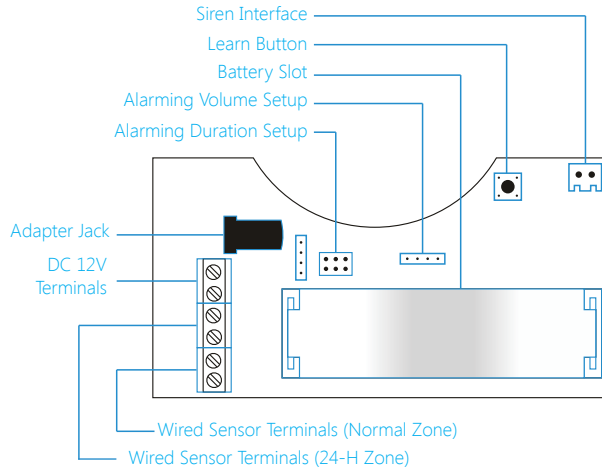 Siren Interface
Learn Button
Battery Slot
Alarming Volume Setup
Alarming Duration Setup
Adapter Jack
DC 12V
Terminals
Wired Sensor Terminals (Normal Zone)
Wired Sensor Terminals (24-H Zone)